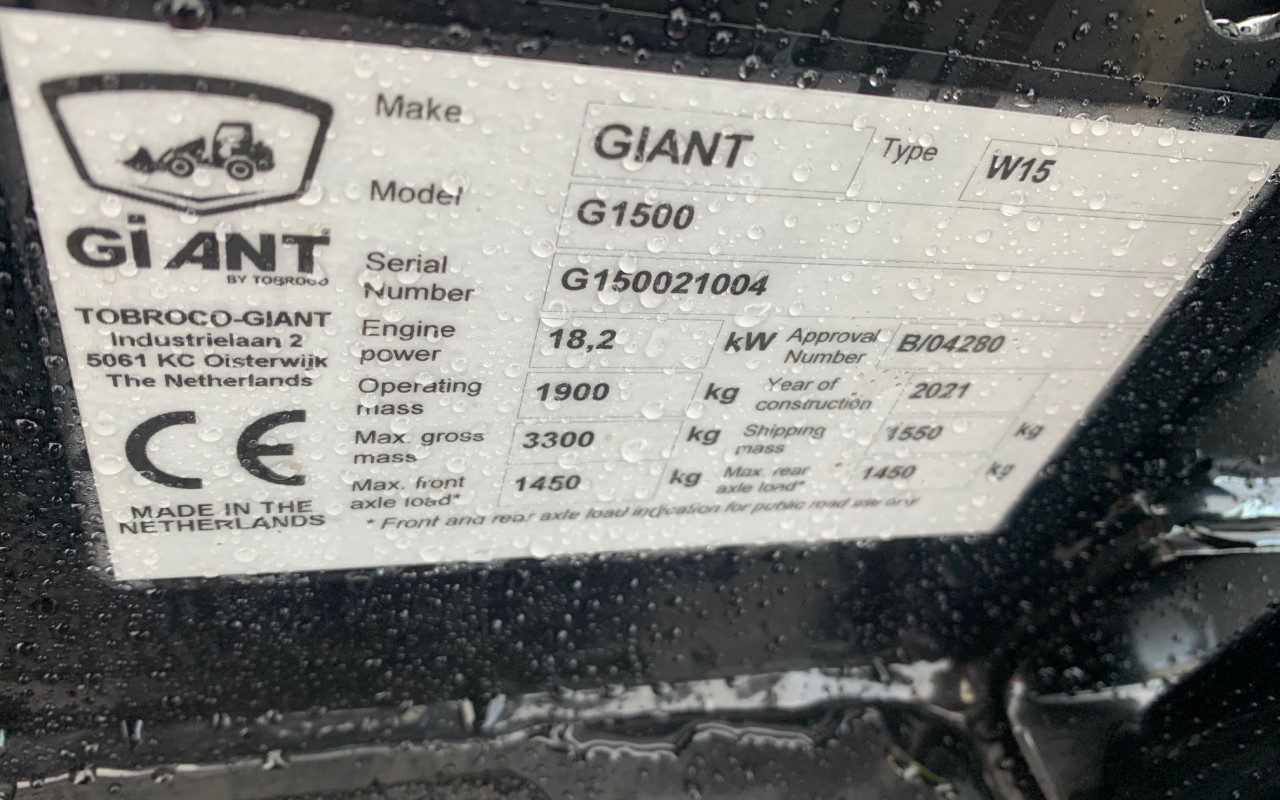 GiANT
BY TOBROCO
TOBROCO-GIANT
Industrielaan 2
5061 KC Oisterwijk
The Netherlands
CE
MADE IN THE
NETHERLANDS
Make GIANT Type W15
Model G1500
Serial Number G150021004
Engine power 18,2 kW Approval Number B/04280
Operating mass 1900 kg Year of construction 2021
Max. gross mass 3300 kg Shipping mass 1550 kg
Max. front axle load* 1450 kg Max. rear axle load* 1450 kg
* Front and rear axle load indication for public road use only